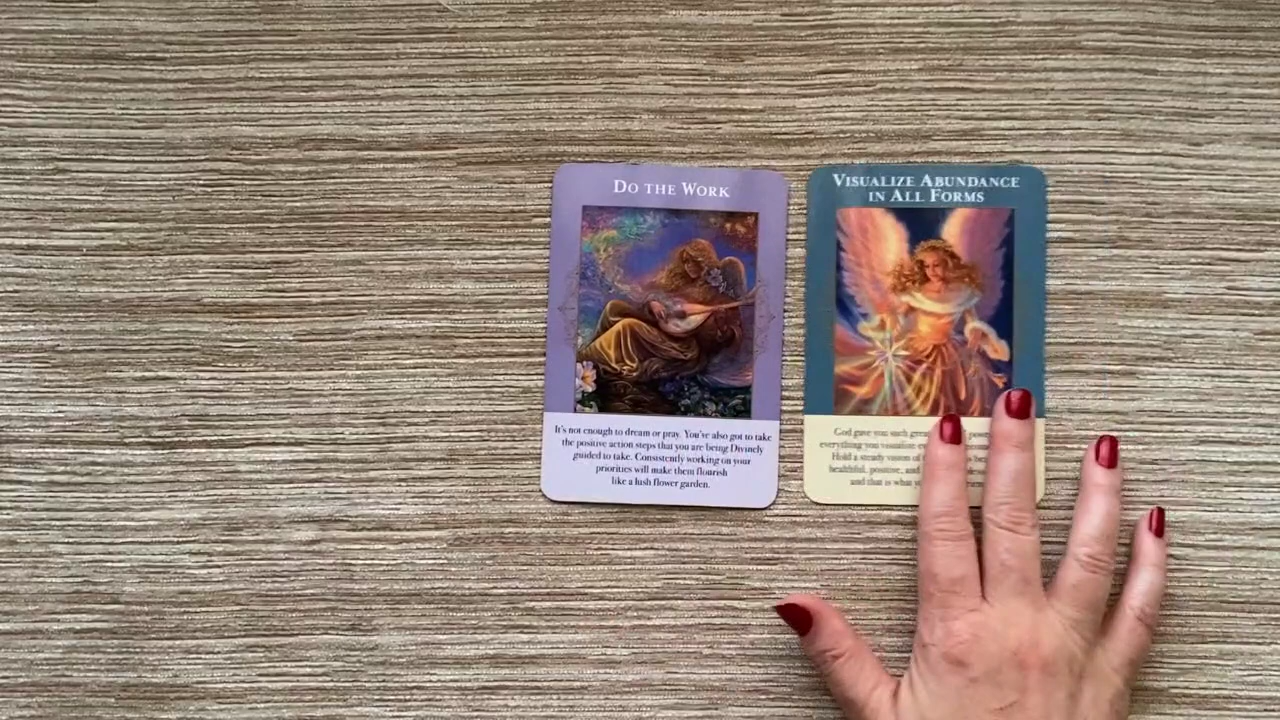 DO THE WORK
It's not enough to dream or pray. You've also got to take
the positive action steps that you are being Divinely
guided to take. Consistently working on your
priorities will make them flourish
like a lush flower garden.
VISUALIZE ABUNDANCE
IN ALL FORMS
God gave you such
everything you visualize
Hold a steady vision of
healthful, positive, and
and that is what